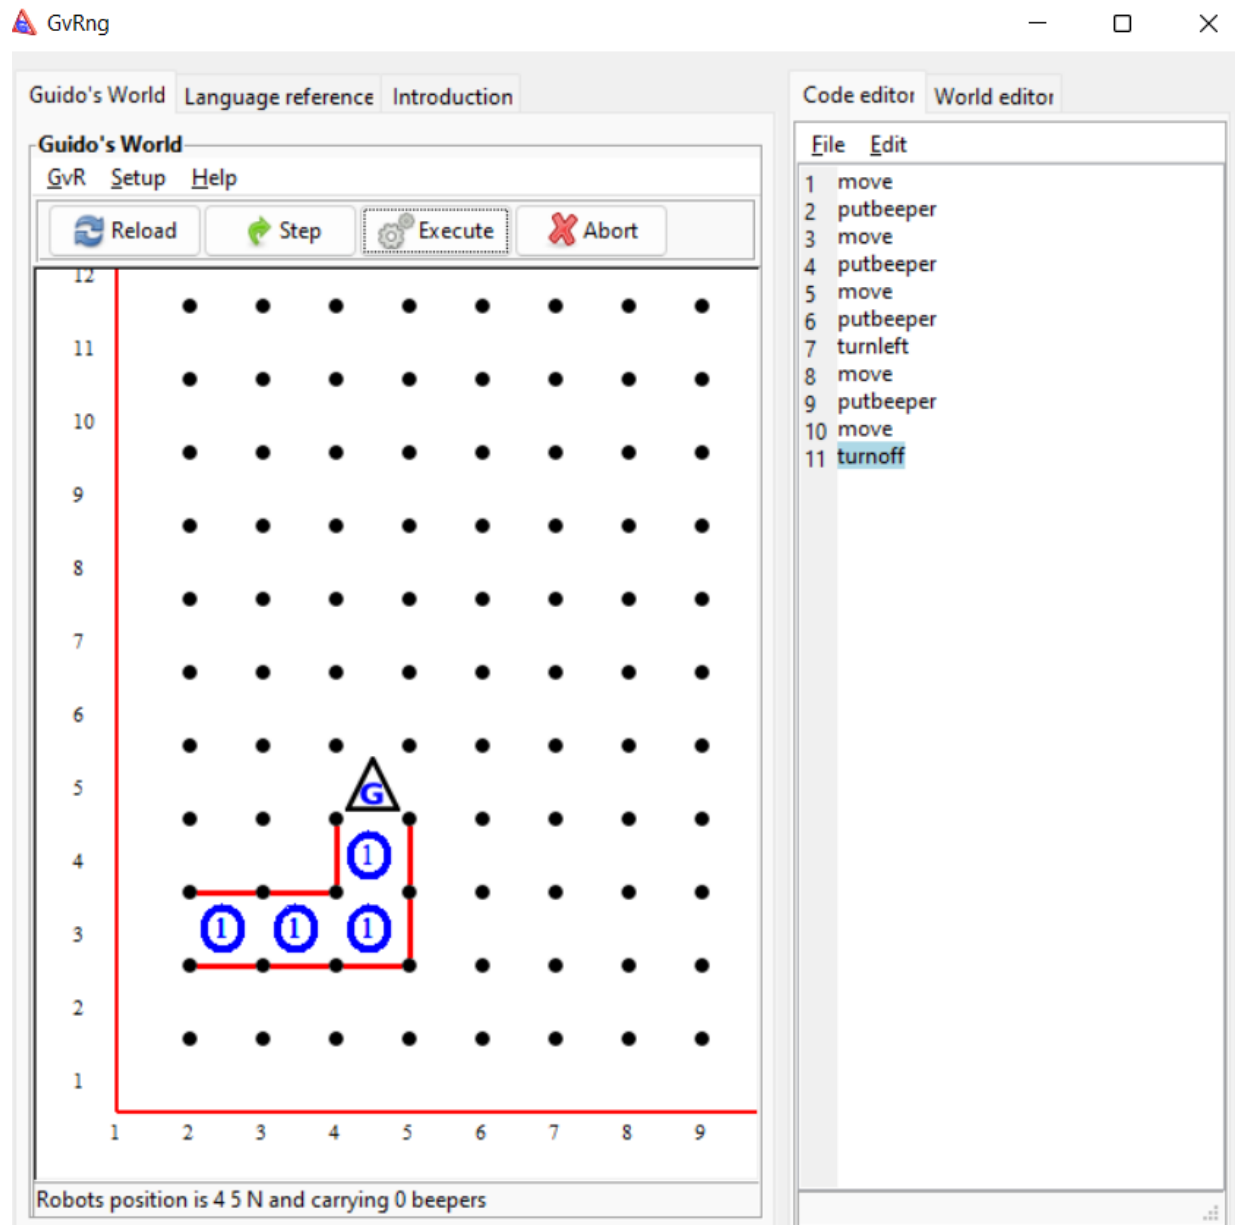 GvRng
Guido's World Language reference Introduction
Guido's World
GvR Setup Help
Reload Step Execute Abort
12
11
10
9
8
7
6
5
G
4
1
3
1 1 1
2
1
1 2 3 4 5 6 7 8 9
Robots position is 4 5 N and carrying 0 beepers
Code editor World editor
File Edit
1 move
2 putbeeper
3 move
4 putbeeper
5 move
6 putbeeper
7 turnleft
8 move
9 putbeeper
10 move
11 turnoff